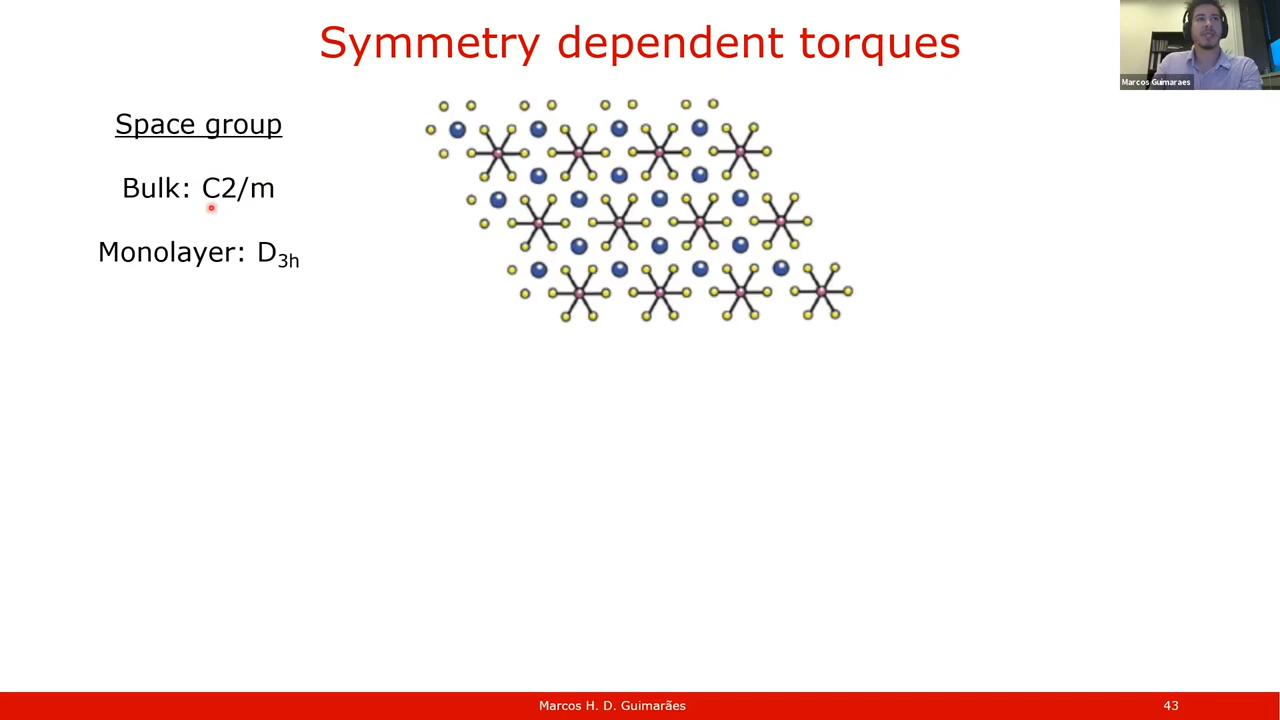 Symmetry dependent torques
Marcos Guimaraes
Space group
Bulk: C2/m
Monolayer: D3h
Marcos H. D. Guimarães
43